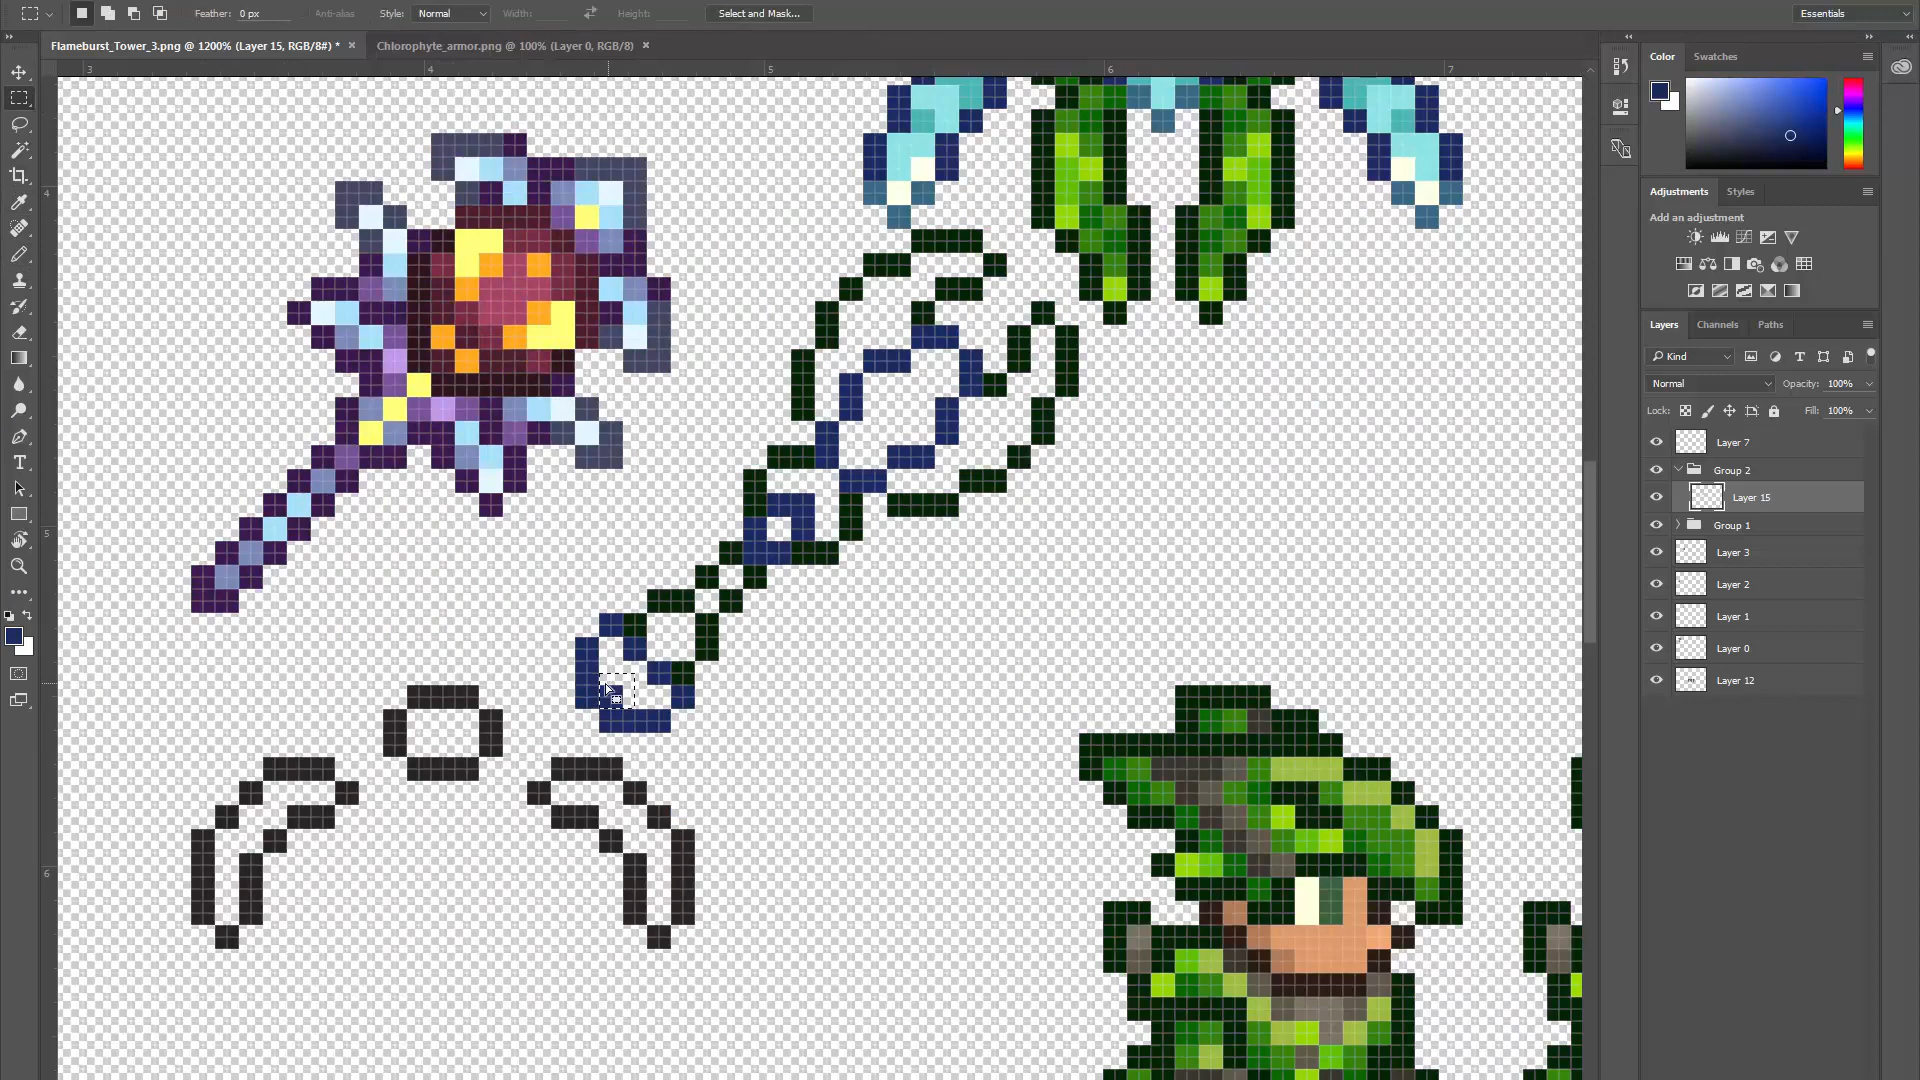 Feather: 0 px Anti-alias Style: Normal Width: Height: Select and Mask... Essentials
Flameburst_Tower_3.png @ 1200% (Layer 15, RGB/8#) * × Chlorophyte_armor.png @ 100% (Layer 0, RGB/8) ×
3 4 5 6 7
4
5
6
Color Swatches
Adjustments Styles
Add an adjustment
Layers Channels Paths
Kind
Normal Opacity: 100%
Lock: Fill: 100%
Layer 7
Group 2
Layer 15
Group 1
Layer 3
Layer 2
Layer 1
Layer 0
Layer 12